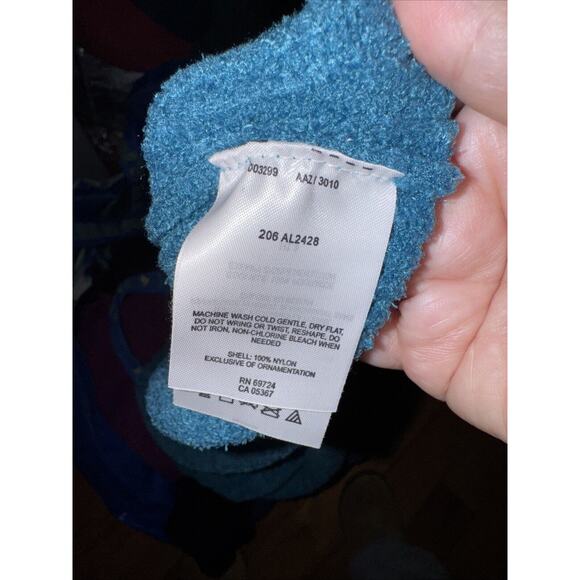 003299 AAZI 3010
206 AL2428
MACHINE WASH COLD GENTLE, DRY FLAT,
DO NOT WRING OR TWIST, RESHAPE, DO
NOT IRON, NON-CHLORINE BLEACH WHEN
NEEDED
SHELL: 100% NYLON
EXCLUSIVE OF ORNAMENTATION
RN 69724
CA 05367